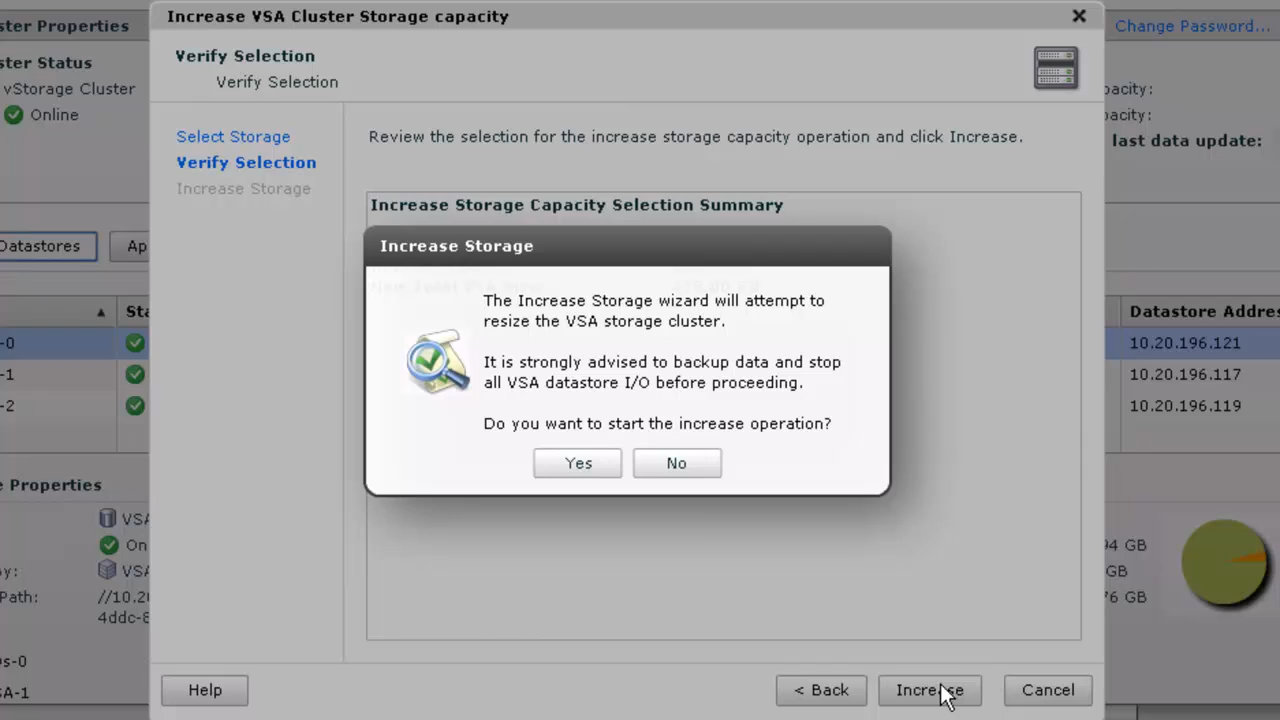 Increase VSA Cluster Storage capacity
ster Properties
Change Password...
Verify Selection
Verify Selection
ster Status
vStorage Cluster
Online
pacity:
pacity:
last data update:
Select Storage
Verify Selection
Increase Storage
Review the selection for the increase storage capacity operation and click Increase.
Increase Storage Capacity Selection Summary
Datastores
Ap
Increase Storage
The Increase Storage wizard will attempt to
resize the VSA storage cluster.
It is strongly advised to backup data and stop
all VSA datastore I/O before proceeding.
Do you want to start the increase operation?
Yes
No
Sta
Datastore Addres
-0
10.20.196.121
-1
10.20.196.117
-2
10.20.196.119
e Properties
VSA
On
94 GB
y:
VSA
GB
Path:
//10.20
76 GB
4ddc-8
s-0
SA-1
Help
< Back
Increase
Cancel